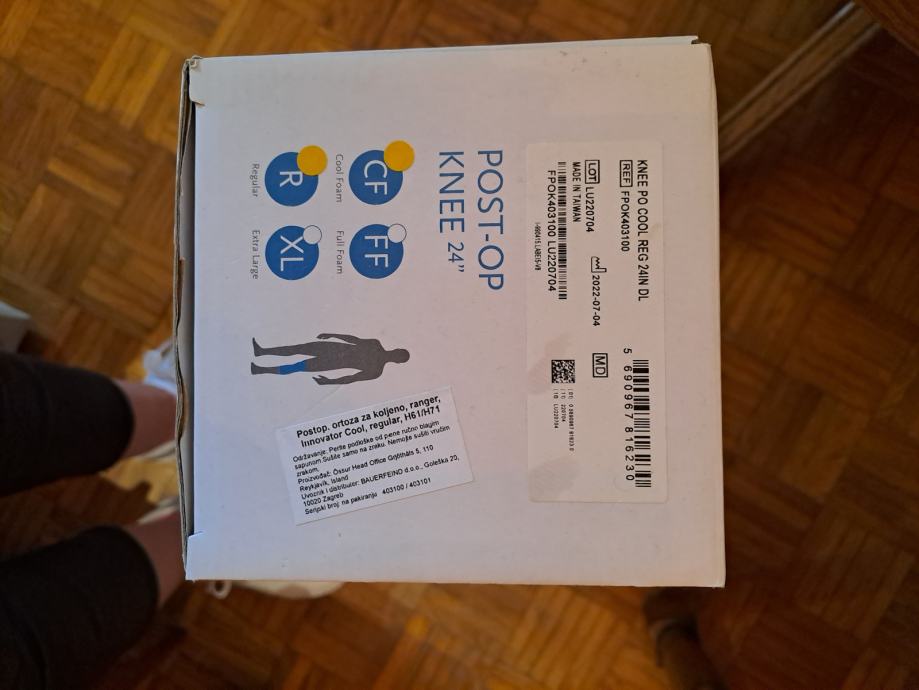 KNEE PO COOL REG 24IN DL
REF FPOK403100
LOT LU220704
2022-07-04
MD
MADE IN TAIWAN
FPOK403100 LU220704
5 690967 816230
(11) 220704
(10) LU220704
POST-OP
KNEE 24”
CF
Cool Foam
FF
Full Foam
R
Regular
XL
Extra Large
Postop. ortoza za koljeno, ranger,
Innovator Cool, regular, H61/H71
Održavanje: Perite podloške od pene ručno blagim
sapunom.Sušite samo na zraku. Nemojte sušiti vrućim
zrakom.
Proizvođač: Össur Head Office Grjótháls 5, 110
Reykjavik, Island
Uvoznik i distributer: BAUERFEIND d.o.o., Goleška 20,
10020 Zagreb
Serijski broj: na pakiranju 403100 / 403101